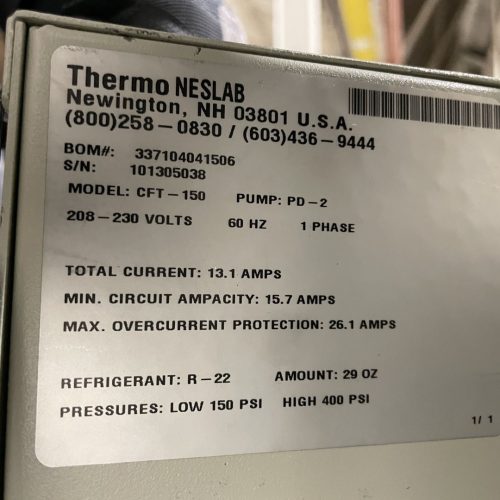 Thermo NESLAB
Newington, NH 03801 U.S.A.
(800)258-0830 / (603)436-9444
BOM#: 337104041506
S/N: 101305038
MODEL: CFT-150 PUMP: PD-2
208-230 VOLTS 60 HZ 1 PHASE
TOTAL CURRENT: 13.1 AMPS
MIN. CIRCUIT AMPACITY: 15.7 AMPS
MAX. OVERCURRENT PROTECTION: 26.1 AMPS
REFRIGERANT: R-22 AMOUNT: 29 OZ
PRESSURES: LOW 150 PSI HIGH 400 PSI
1/ 1